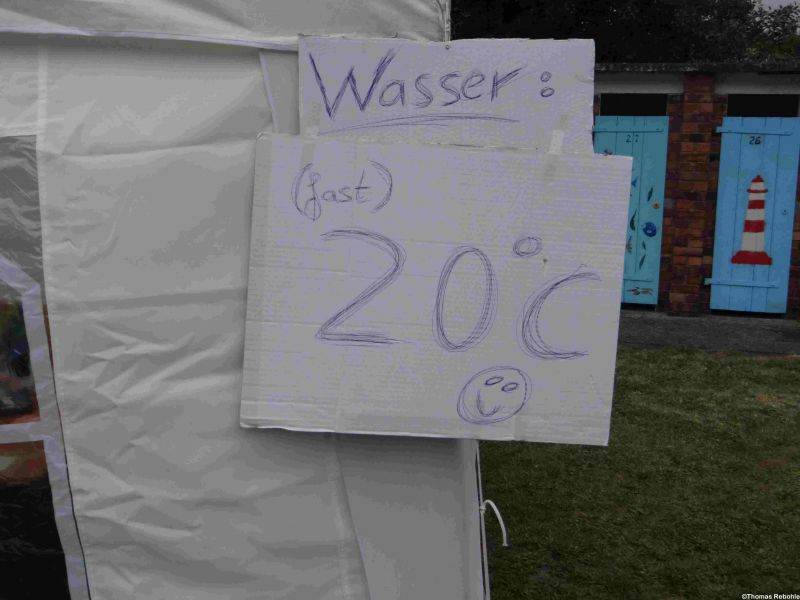 Wasser:
(fast)
20°C
27
26
©Thomas Rebohle